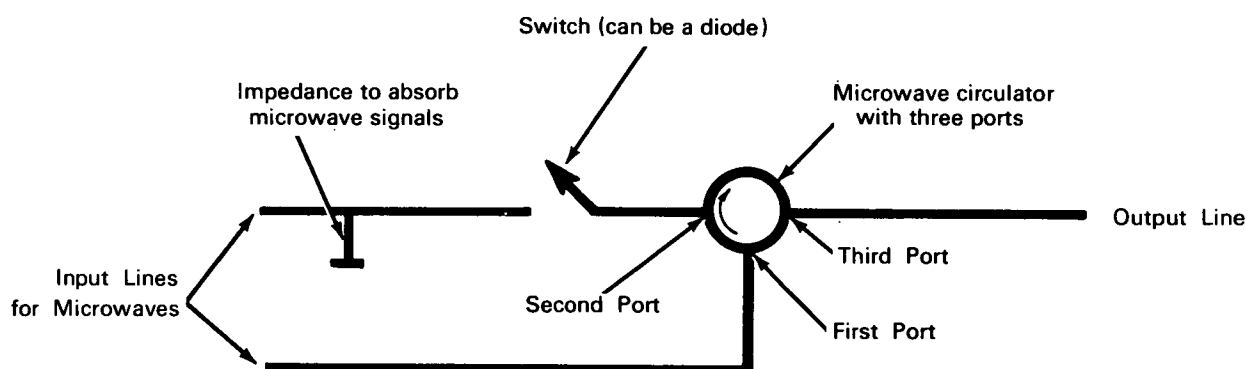 Switch (can be a diode)
Impedance to absorb
microwave signals
Microwave circulator
with three ports
Output Line
Third Port
Input Lines
for Microwaves
Second Port
First Port